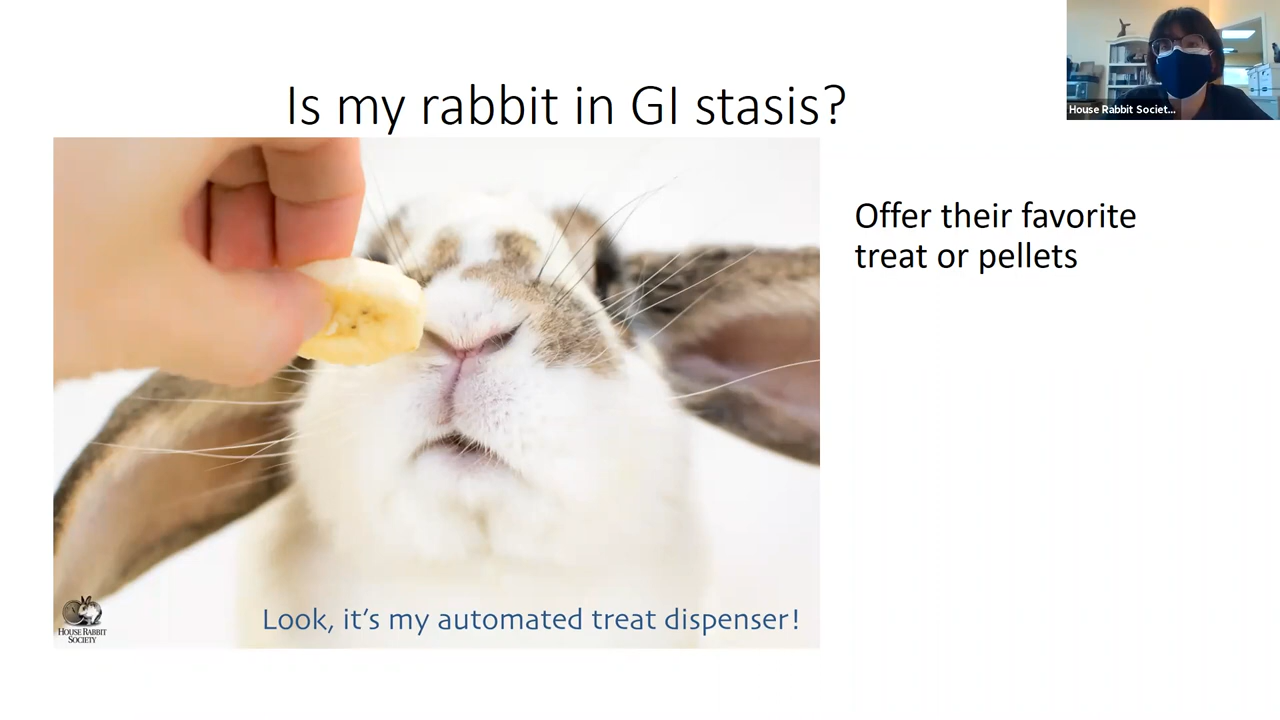 Is my rabbit in GI stasis?
House Rabbit Societ...
Offer their favorite
treat or pellets
HOUSE RABBIT
SOCIETY
Look, it's my automated treat dispenser!